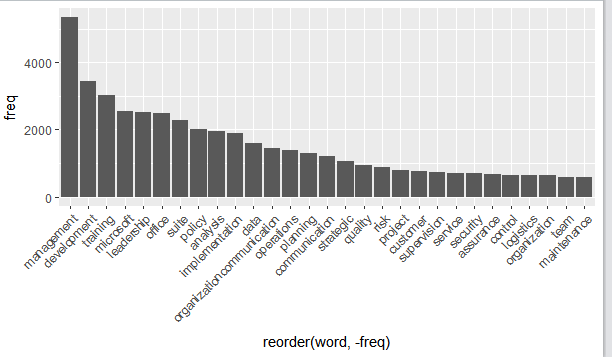 freq
4000
2000
0
management
development
training
microsoft
leadership
office
suite
policy
analysis
implementation
data
organizationcommunication
operations
planning
communication
strategic
quality
risk
project
customer
supervision
service
security
assurance
control
logistics
organization
team
maintenance
reorder(word, -freq)